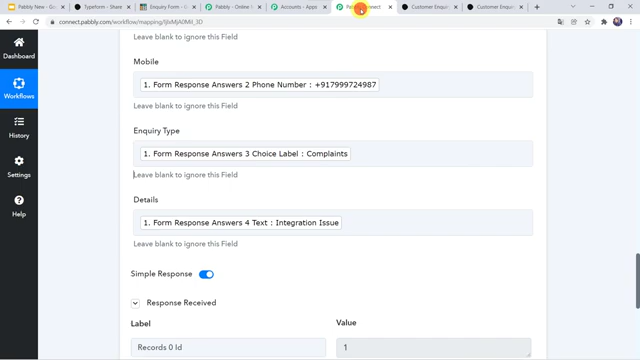 Pabbly New - Go
Typeform - Share
Enquiry Form - G
Pabbly - Online
Accounts - Apps
Pabbly Connect
Customer Enquir
Customer Enquir
connect.pabbly.com/workflow/mapping/
Leave blank to ignore this Field
Dashboard
Mobile
1. Form Response Answers 2 Phone Number : +917999724987
Workflows
Leave blank to ignore this Field
History
Enquiry Type
1. Form Response Answers 3 Choice Label : Complaints
Settings
Leave blank to ignore this Field
Help
Details
1. Form Response Answers 4 Text : Integration Issue
Leave blank to ignore this Field
Simple Response
Response Received
Label
Value
Records 0 Id
1